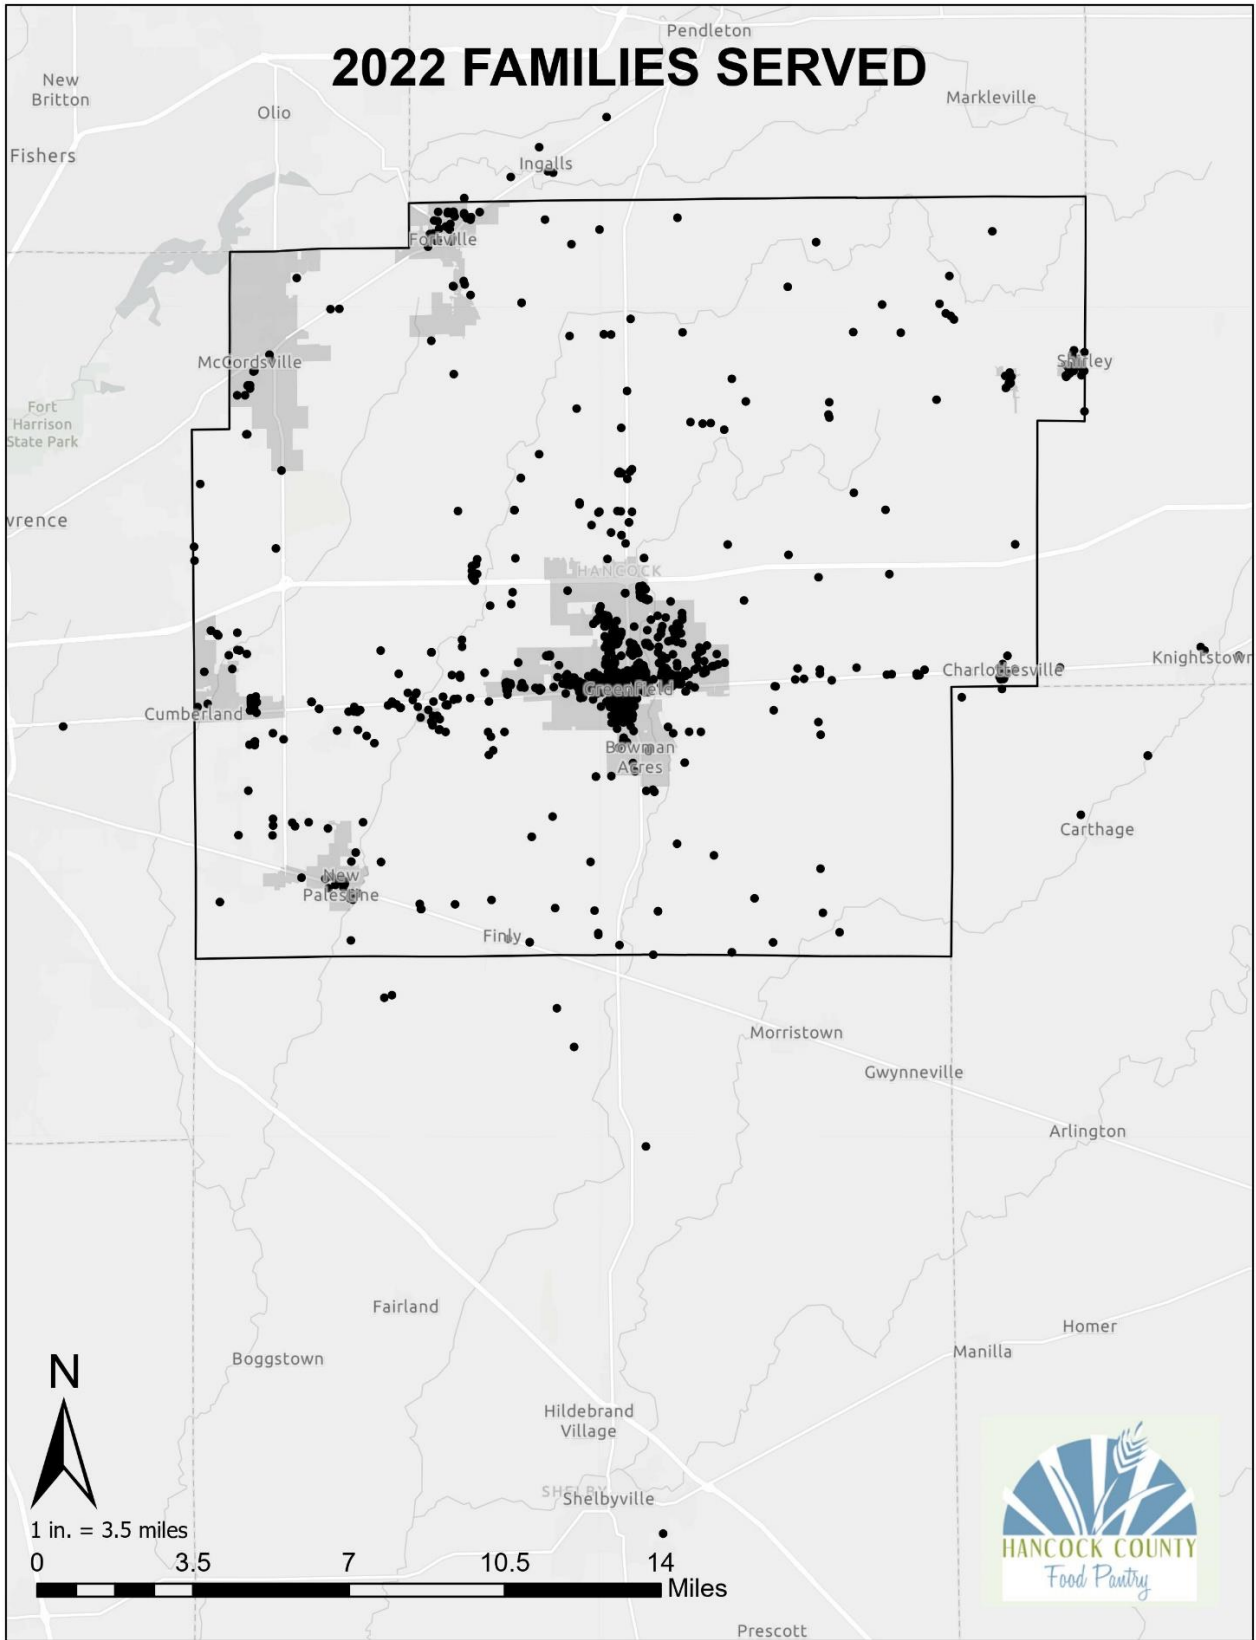 Pendleton
2022 FAMILIES SERVED
New
Britton
Markleville
Olio
Fishers
Ingalls
Fortville
McCordsville
Shirley
Fort
Harrison
State Park
wrence
HANCOCK
Charlottesville
Knightstown
Greenfield
Cumberland
Bowman
Acres
Carthage
New
Palestine
Finly
Morristown
Gwynneville
Arlington
Fairland
Homer
Manilla
Boggstown
Hildebrand
Village
SHELBY
Shelbyville
N
1 in. = 3.5 miles
0 3.5 7 10.5 14
Miles
HANCOCK COUNTY
Food Pantry
Prescott